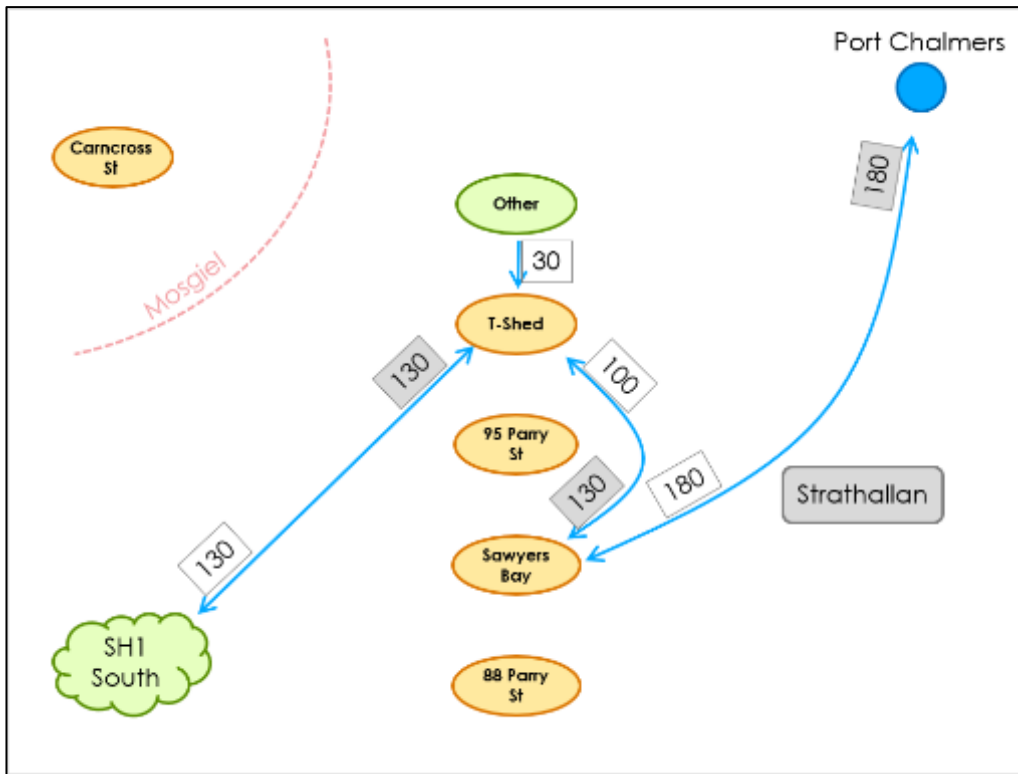 Port Chalmers
Carncross
St
180
Other
30
Mosgiel
T-Shed
130
100
95 Parry
St
130
180
Strathallan
130
Sawyers
Bay
SH1
South
88 Parry
St